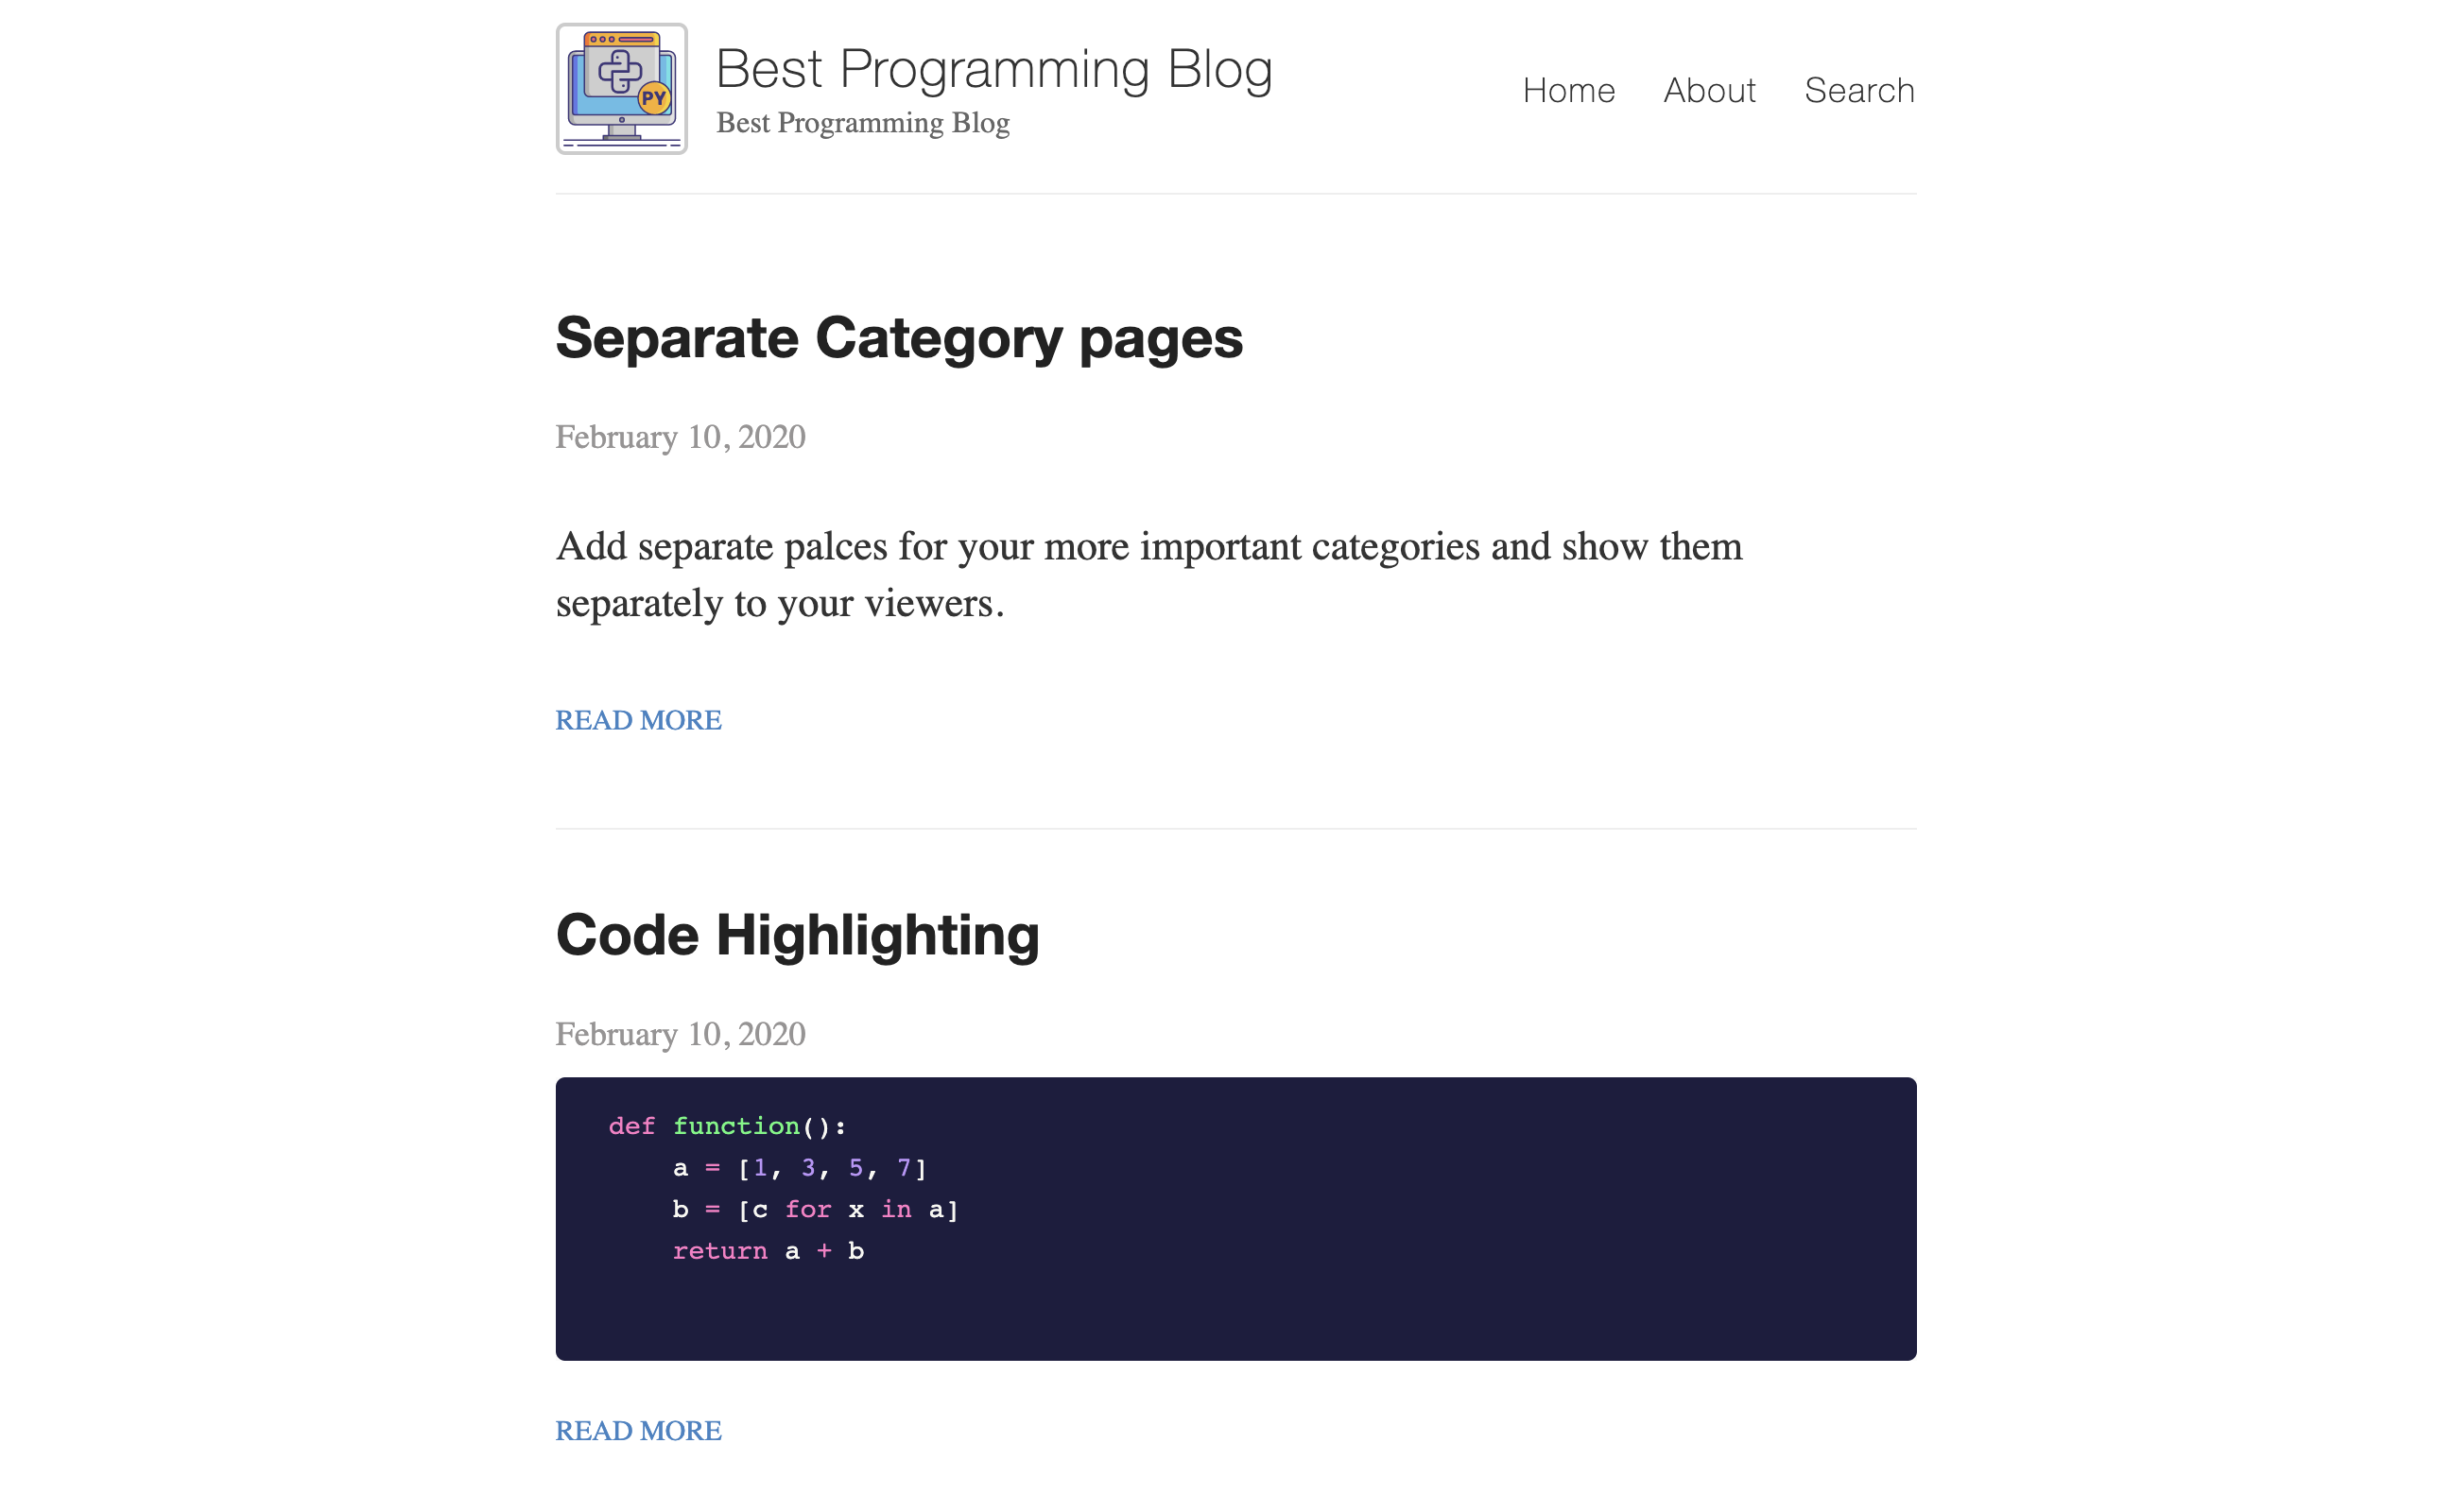 PY
Best Programming Blog
Best Programming Blog
Home About Search
Separate Category pages
February 10, 2020
Add separate palces for your more important categories and show them
separately to your viewers.
READ MORE
Code Highlighting
February 10, 2020
def function():
    a = [1, 3, 5, 7]
    b = [c for x in a]
    return a + b
READ MORE